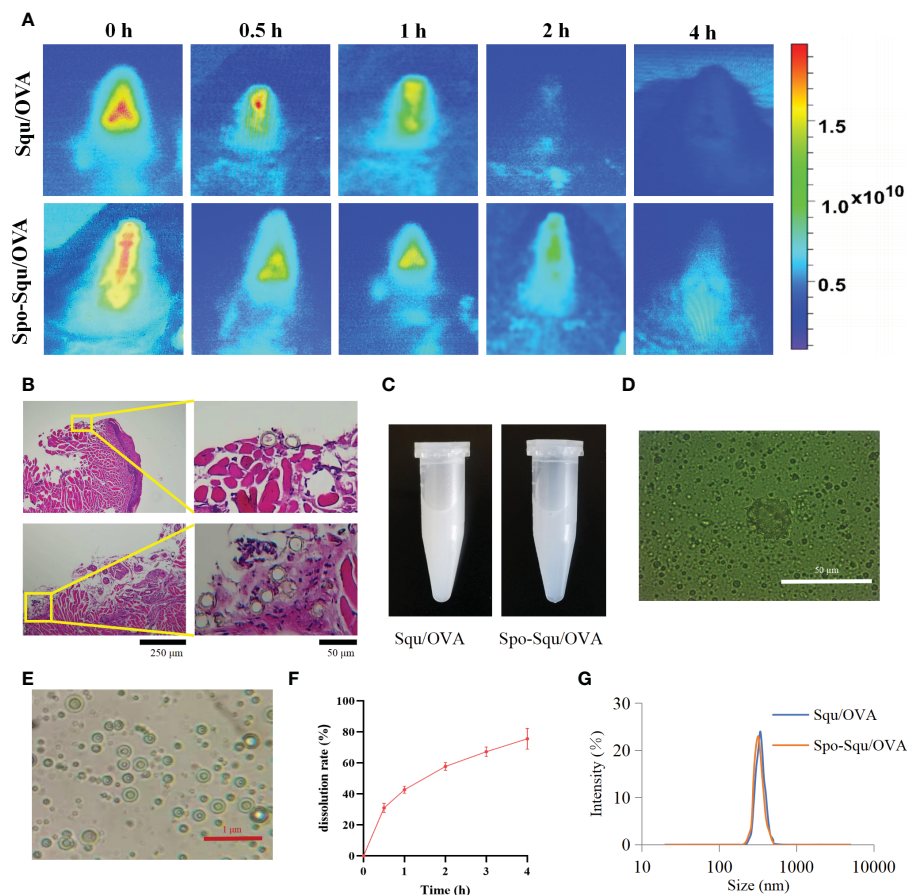 A
0 h 0.5 h 1 h 2 h 4 h
Squ/OVA
Spo-Squ/OVA
1.5
1.0 ×10^10
0.5
B
250 μm
50 μm
C
Squ/OVA
Spo-Squ/OVA
D
50 μm
E
1 μm
F
dissolution rate (%)
100
80
60
40
20
0
0 1 2 3 4
Time (h)
G
Intensity (%)
30
20
10
0
10 100 1000 10000
Size (nm)
Squ/OVA
Spo-Squ/OVA